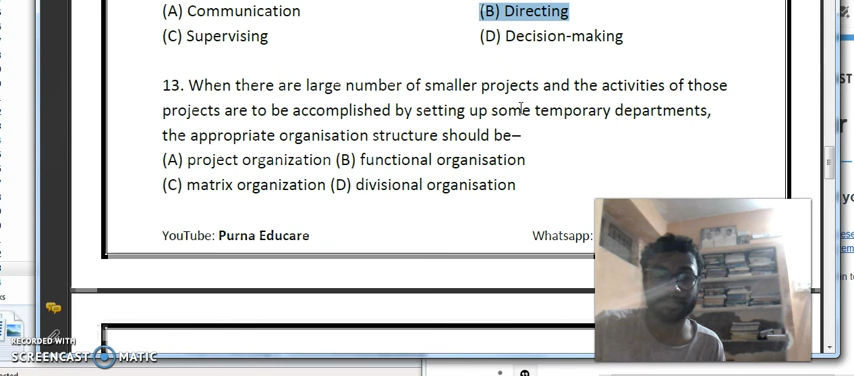 (A) Communication (B) Directing
(C) Supervising (D) Decision-making
13. When there are large number of smaller projects and the activities of those
projects are to be accomplished by setting up some temporary departments,
the appropriate organisation structure should be–
(A) project organization (B) functional organisation
(C) matrix organization (D) divisional organisation
YouTube: Purna Educare Whatsapp:
RECORDED WITH
SCREENCAST MATIC